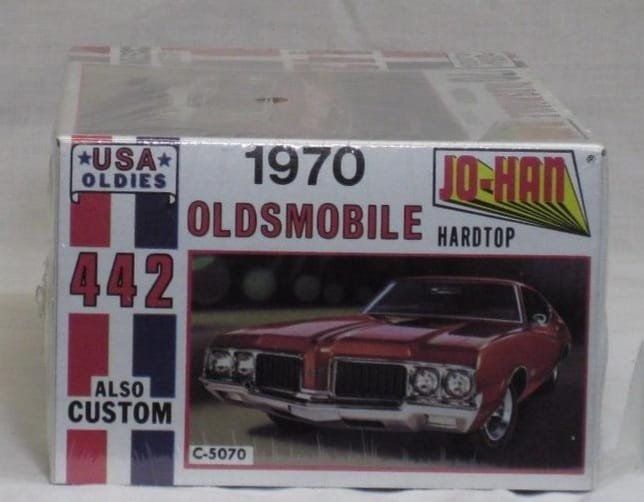 ★USA★
OLDIES
1970
JO-HAN®
OLDSMOBILE
HARDTOP
442
ALSO
CUSTOM
C-5070